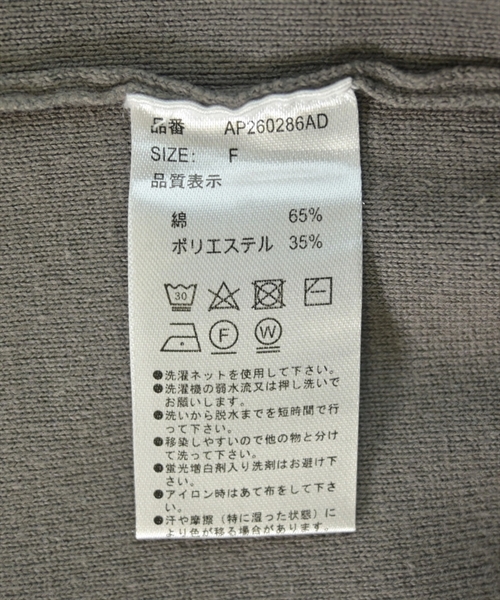 品番 AP260286AD
SIZE: F
品質表示
綿 65%
ポリエステル 35%
30
F W
●洗濯ネットを使用して下さい。
●洗濯機の弱水流又は押し洗いで
お願いします。
●洗いから脱水までを短時間で行
って下さい。
●移染しやすいので他の物と分け
て洗って下さい。
●蛍光増白剤入り洗剤はお避け下
さい。
●アイロン時はあて布をして下さ
い。
●汗や摩擦（特に湿った状態）に
より色が移る場合があります。